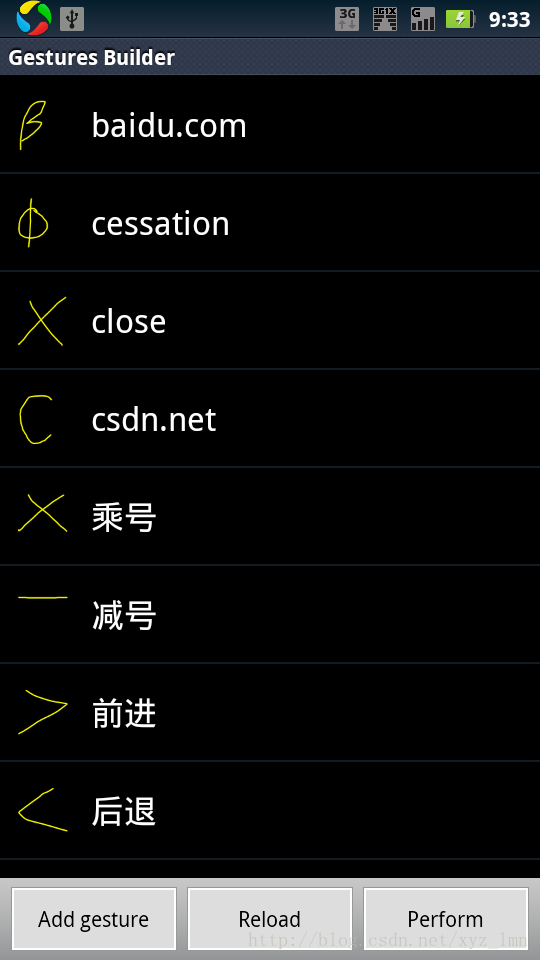 3G 3G1X G 9:33
Gestures Builder
baidu.com
cessation
close
csdn.net
乘号
减号
前进
后退
Add gesture Reload Perform
http://blog.csdn.net/xyz_lmn